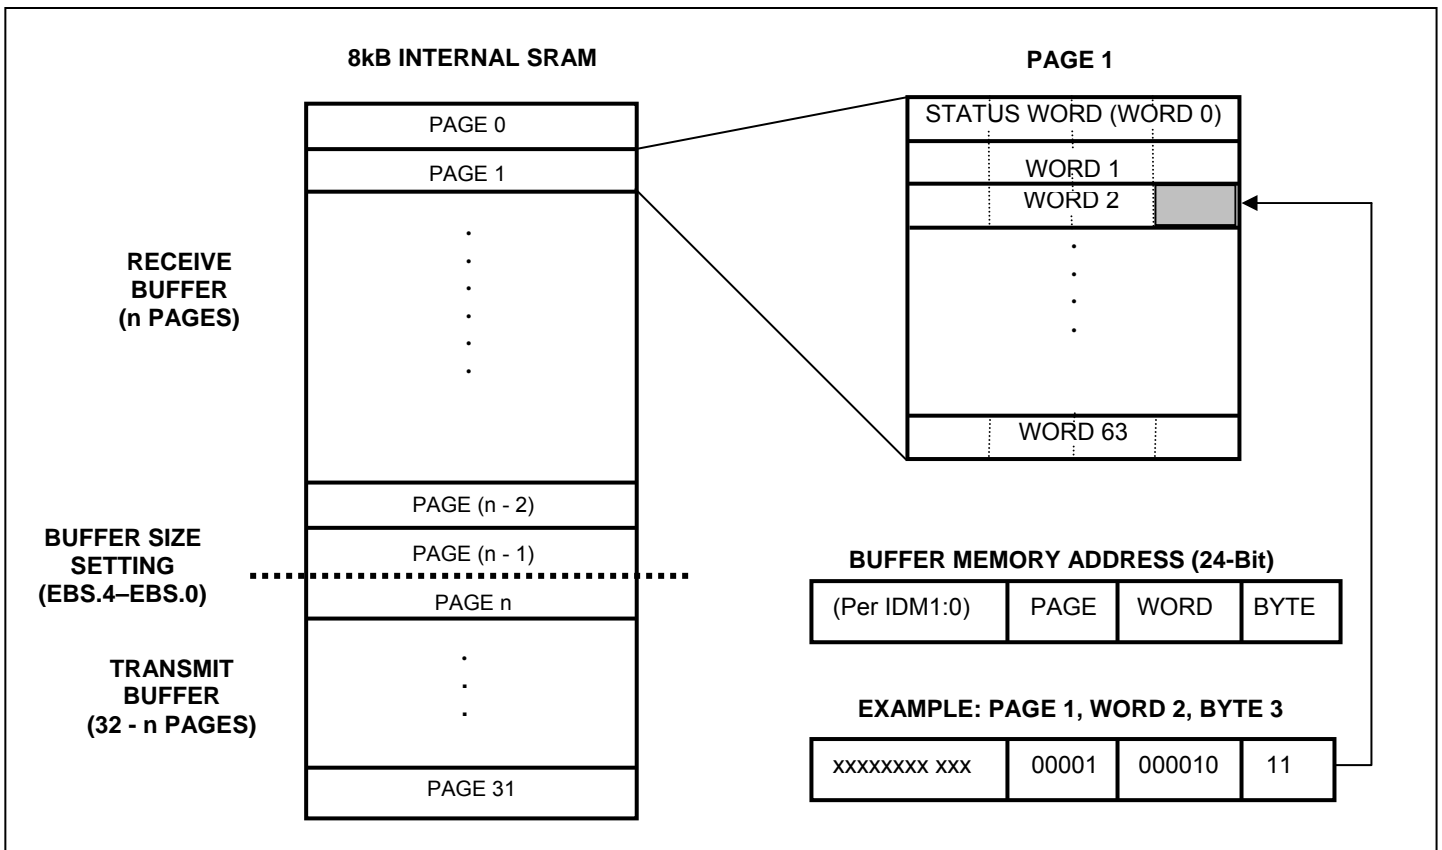 8kB INTERNAL SRAM
PAGE 0
PAGE 1
RECEIVE
BUFFER
(n PAGES)
PAGE (n - 2)
BUFFER SIZE
SETTING
(EBS.4–EBS.0)
PAGE (n - 1)
PAGE n
TRANSMIT
BUFFER
(32 - n PAGES)
PAGE 31
PAGE 1
STATUS WORD (WORD 0)
WORD 1
WORD 2
WORD 63
BUFFER MEMORY ADDRESS (24-Bit)
(Per IDM1:0) PAGE WORD BYTE
EXAMPLE: PAGE 1, WORD 2, BYTE 3
xxxxxxxx xxx 00001 000010 11